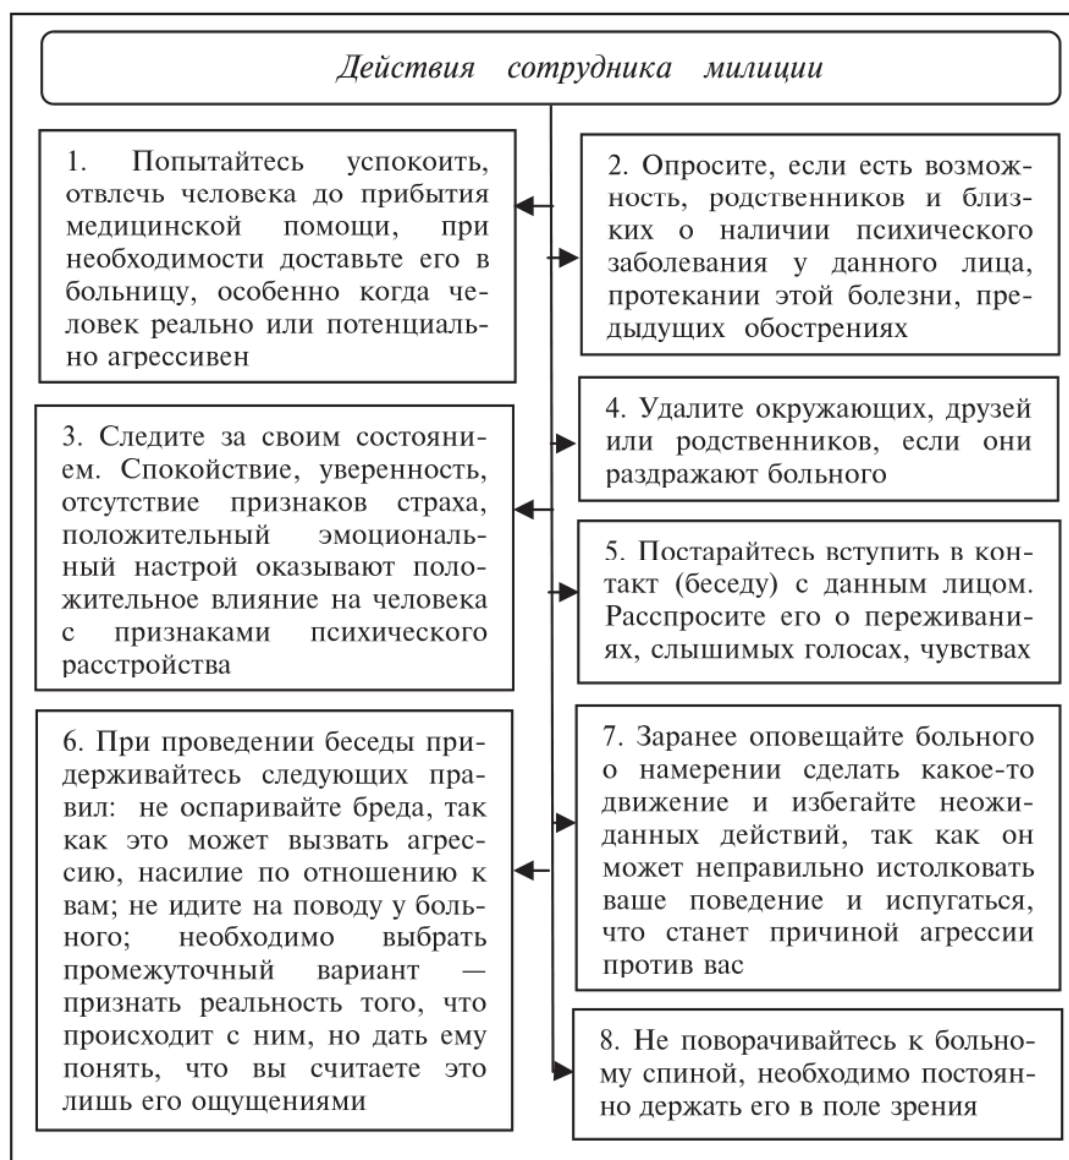 Действия сотрудника милиции
1. Попытайтесь успокоить,
отвлечь человека до прибытия
медицинской помощи, при
необходимости доставьте его в
больницу, особенно когда че-
ловек реально или потенциаль-
но агрессивен
2. Опросите, если есть возмож-
ность, родственников и близ-
ких о наличии психического
заболевания у данного лица,
протекании этой болезни, пре-
дыдущих обострениях
3. Следите за своим состояни-
ем. Спокойствие, уверенность,
отсутствие признаков страха,
положительный эмоциональ-
ный настрой оказывают поло-
жительное влияние на человека
с признаками психического
расстройства
4. Удалите окружающих, друзей
или родственников, если они
раздражают больного
5. Постарайтесь вступить в кон-
такт (беседу) с данным лицом.
Расспросите его о переживани-
ях, слышимых голосах, чувствах
6. При проведении беседы при-
держивайтесь следующих пра-
вил: не оспаривайте бреда, так
как это может вызвать агрес-
сию, насилие по отношению к
вам; не идите на поводу у боль-
ного; необходимо выбрать
промежуточный вариант —
признать реальность того, что
происходит с ним, но дать ему
понять, что вы считаете это
лишь его ощущениями
7. Заранее оповещайте больного
о намерении сделать какое-то
движение и избегайте неожи-
данных действий, так как он
может неправильно истолковать
ваше поведение и испугаться,
что станет причиной агрессии
против вас
8. Не поворачивайтесь к больно-
му спиной, необходимо постоян-
но держать его в поле зрения